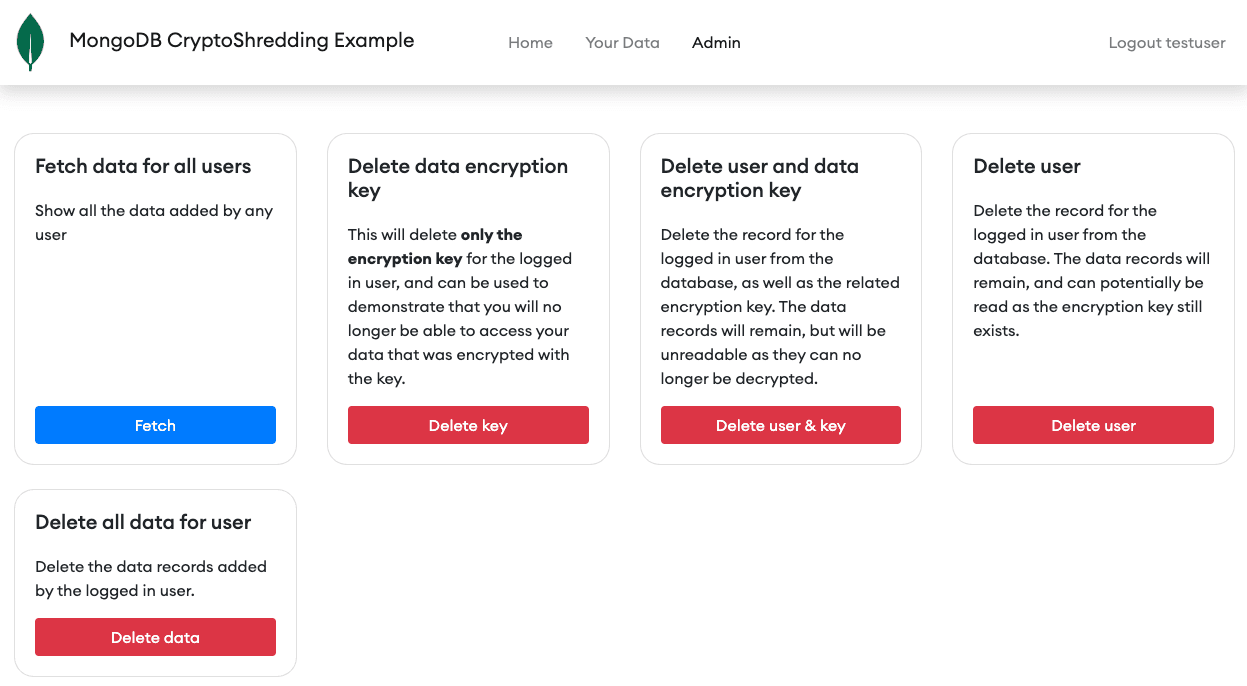 MongoDB CryptoShredding Example
Home
Your Data
Admin
Logout testuser
Fetch data for all users
Show all the data added by any
user
Fetch
Delete data encryption
key
This will delete only the
encryption key for the logged
in user, and can be used to
demonstrate that you will no
longer be able to access your
data that was encrypted with
the key.
Delete key
Delete user and data
encryption key
Delete the record for the
logged in user from the
database, as well as the related
encryption key. The data
records will remain, but will be
unreadable as they can no
longer be decrypted.
Delete user & key
Delete user
Delete the record for the
logged in user from the
database. The data records will
remain, and can potentially be
read as the encryption key still
exists.
Delete user
Delete all data for user
Delete the data records added
by the logged in user.
Delete data